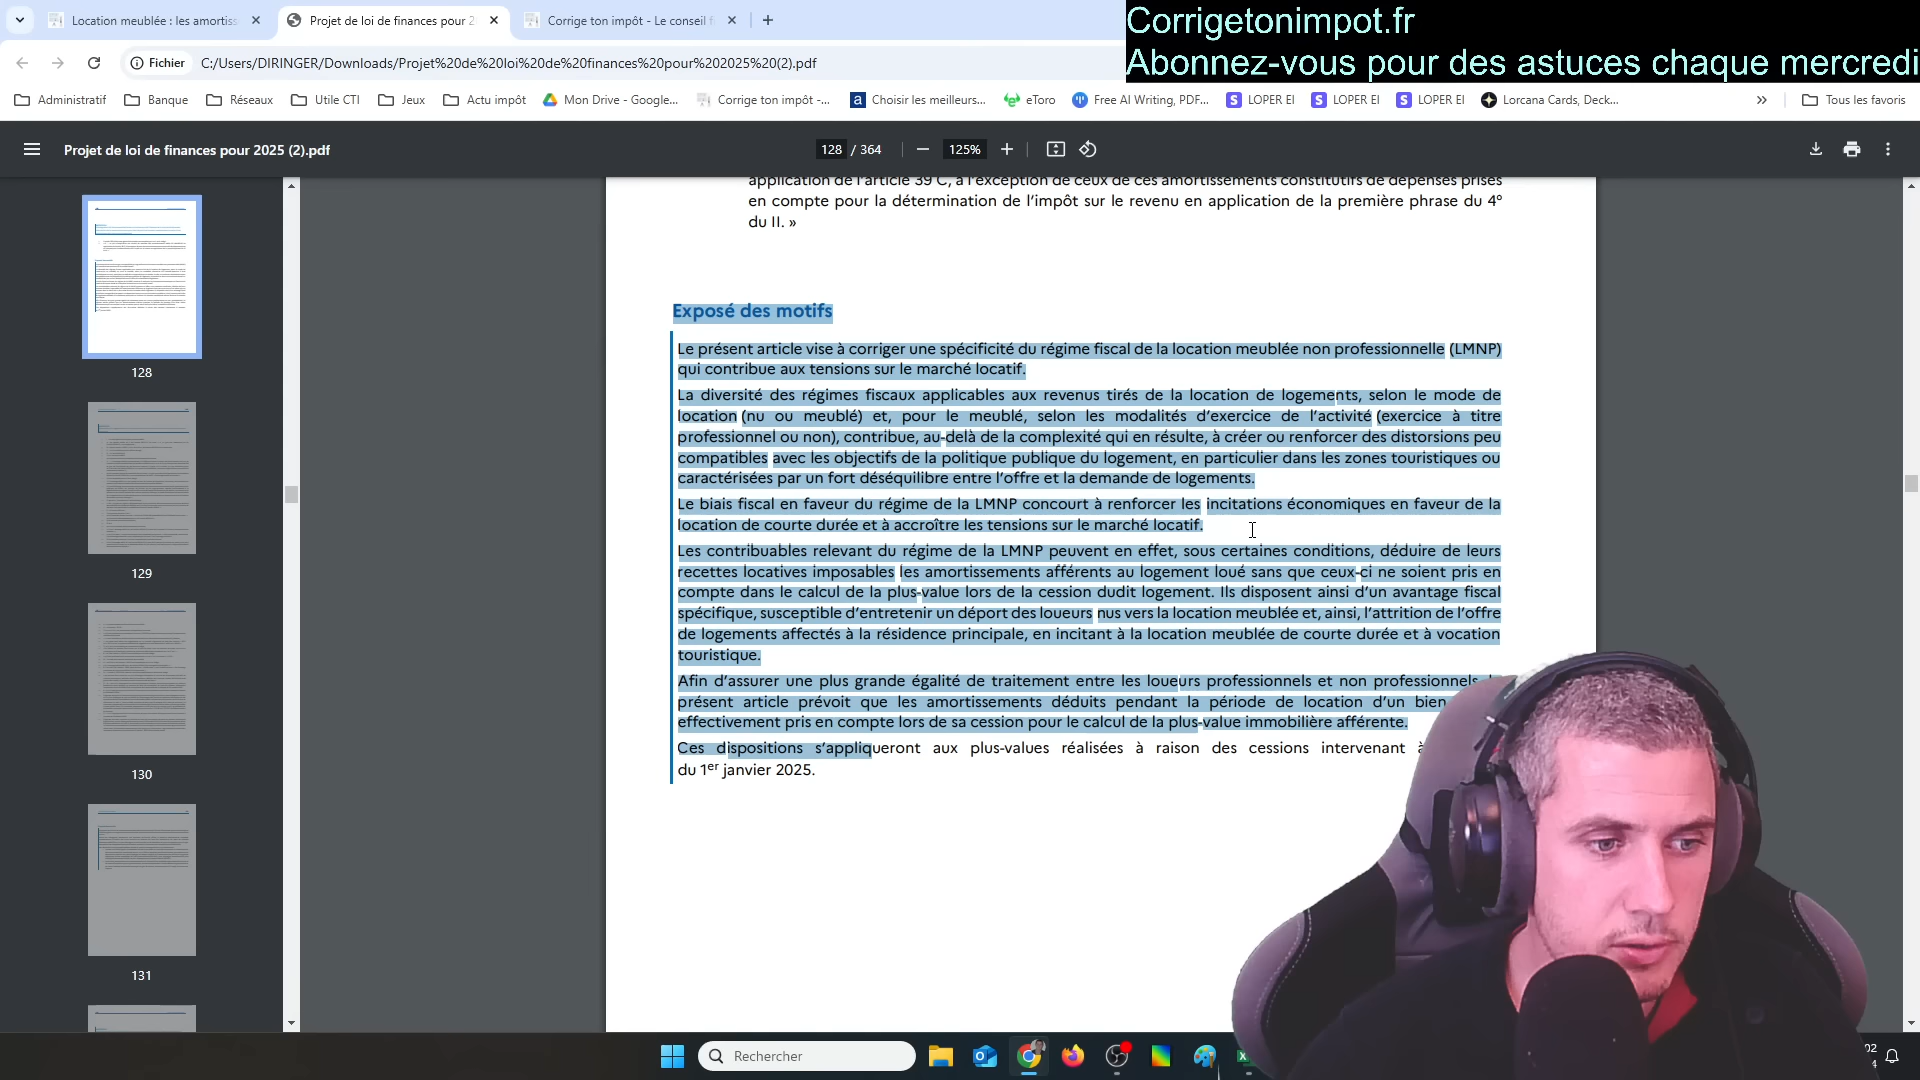 Location meublée : les amortiss
Projet de loi de finances pour 2
Corrige ton impôt - Le conseil f
Corrigetonimpot.fr
Abonnez-vous pour des astuces chaque mercredi
Fichier
C:/Users/DIRINGER/Downloads/Projet%20de%20loi%20de%20finances%20pour%202025%20(2).pdf
Administratif
Banque
Réseaux
Utile CTI
Jeux
Actu impôt
Mon Drive - Google...
Corrige ton impôt -...
Choisir les meilleurs...
eToro
Free AI Writing, PDF...
LOPER EI
LOPER EI
LOPER EI
Lorcana Cards, Deck...
»
Tous les favoris
Projet de loi de finances pour 2025 (2).pdf
128 / 364
125%
application de l'article 39 C, à l'exception de ceux de ces amortissements constitutifs de dépenses prises
en compte pour la détermination de l'impôt sur le revenu en application de la première phrase du 4°
du II. »
Exposé des motifs
Le présent article vise à corriger une spécificité du régime fiscal de la location meublée non professionnelle (LMNP)
qui contribue aux tensions sur le marché locatif.
La diversité des régimes fiscaux applicables aux revenus tirés de la location de logements, selon le mode de
location (nu ou meublé) et, pour le meublé, selon les modalités d'exercice de l'activité (exercice à titre
professionnel ou non), contribue, au-delà de la complexité qui en résulte, à créer ou renforcer des distorsions peu
compatibles avec les objectifs de la politique publique du logement, en particulier dans les zones touristiques ou
caractérisées par un fort déséquilibre entre l'offre et la demande de logements.
Le biais fiscal en faveur du régime de la LMNP concourt à renforcer les incitations économiques en faveur de la
location de courte durée et à accroître les tensions sur le marché locatif.
Les contribuables relevant du régime de la LMNP peuvent en effet, sous certaines conditions, déduire de leurs
recettes locatives imposables les amortissements afférents au logement loué sans que ceux-ci ne soient pris en
compte dans le calcul de la plus-value lors de la cession dudit logement. Ils disposent ainsi d'un avantage fiscal
spécifique, susceptible d'entretenir un déport des loueurs nus vers la location meublée et, ainsi, l'attrition de l'offre
de logements affectés à la résidence principale, en incitant à la location meublée de courte durée et à vocation
touristique.
Afin d'assurer une plus grande égalité de traitement entre les loueurs professionnels et non professionnels
présent article prévoit que les amortissements déduits pendant la période de location d'un bien
effectivement pris en compte lors de sa cession pour le calcul de la plus-value immobilière afférente.
Ces dispositions s'appliqueront aux plus-values réalisées à raison des cessions intervenant à
du 1er janvier 2025.
128
129
130
131
Rechercher